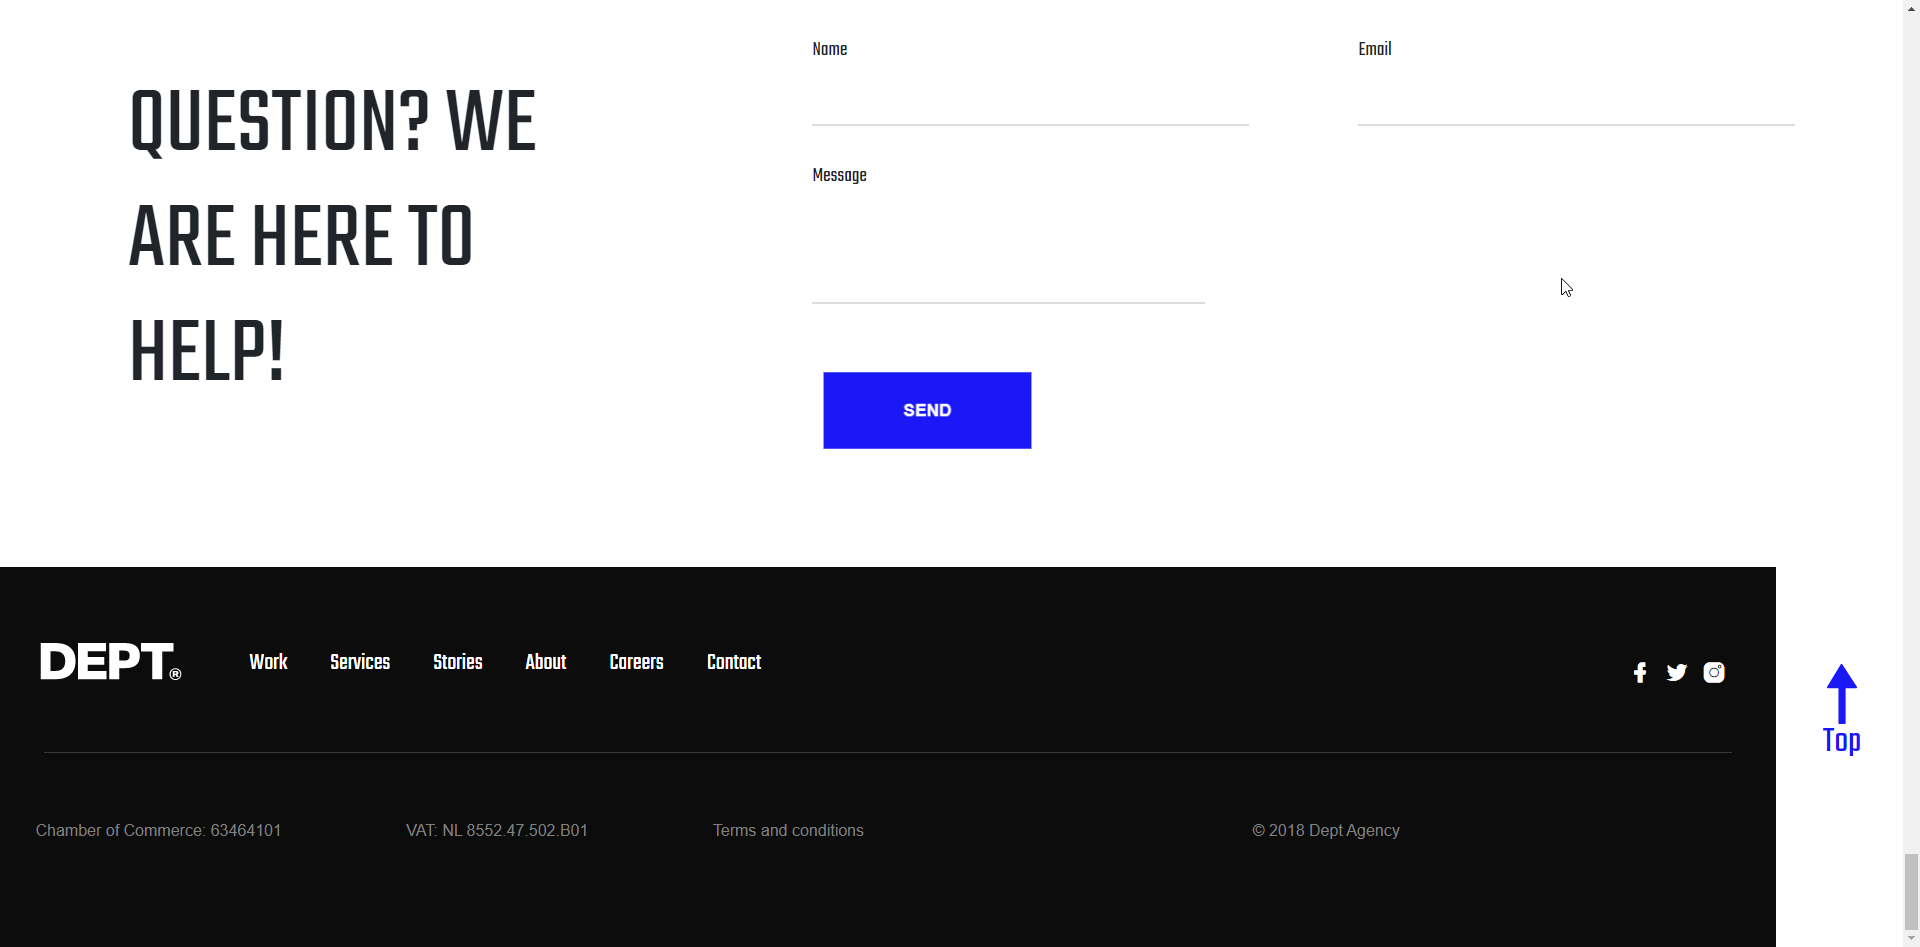 QUESTION? WE
ARE HERE TO
HELP!
Name
Email
Message
SEND
DEPT®
Work
Services
Stories
About
Careers
Contact
Top
Chamber of Commerce: 63464101
VAT: NL 8552.47.502.B01
Terms and conditions
© 2018 Dept Agency